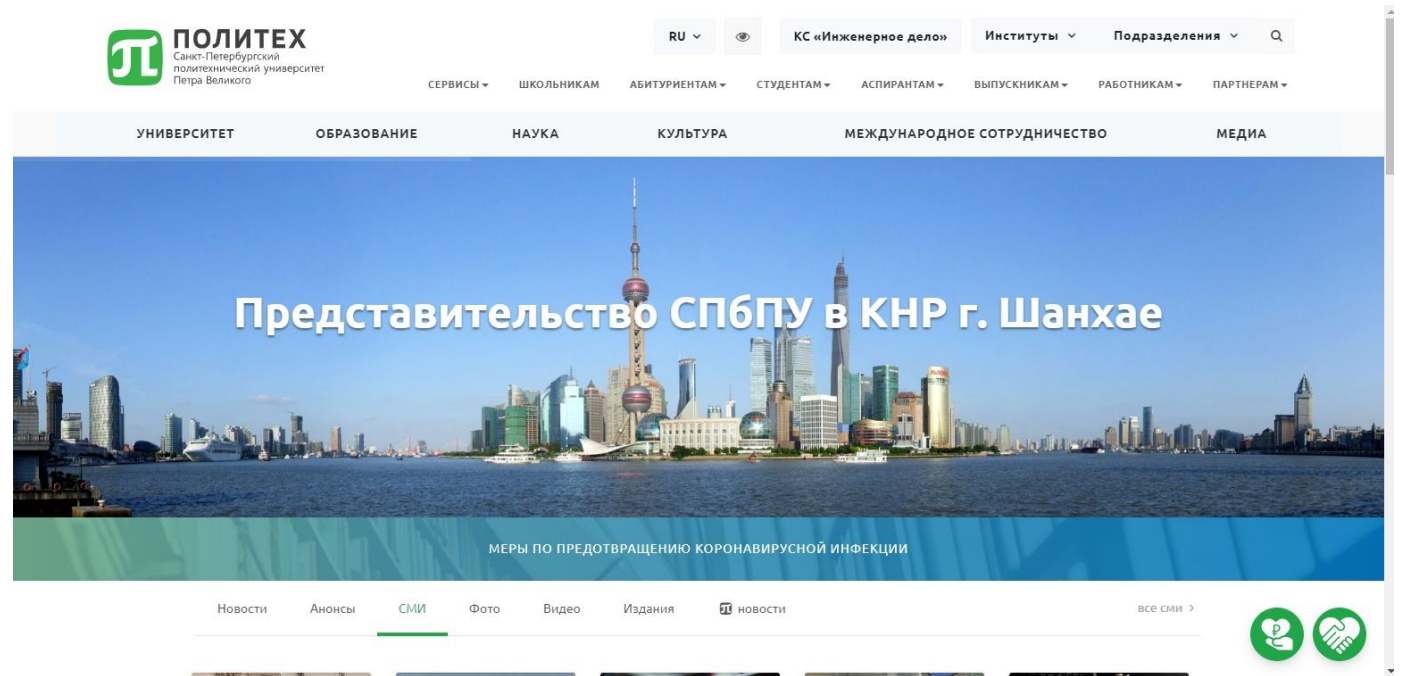 ПОЛИТЕХ
Санкт-Петербургский
политехнический университет
Петра Великого
RU
КС «Инженерное дело»
Институты
Подразделения
СЕРВИСЫ
ШКОЛЬНИКАМ
АБИТУРИЕНТАМ
СТУДЕНТАМ
АСПИРАНТАМ
ВЫПУСКНИКАМ
РАБОТНИКАМ
ПАРТНЕРАМ
УНИВЕРСИТЕТ
ОБРАЗОВАНИЕ
НАУКА
КУЛЬТУРА
МЕЖДУНАРОДНОЕ СОТРУДНИЧЕСТВО
МЕДИА
Представительство СПбПУ в КНР г. Шанхае
МЕРЫ ПО ПРЕДОТВРАЩЕНИЮ КОРОНАВИРУСНОЙ ИНФЕКЦИИ
Новости
Анонсы
СМИ
Фото
Видео
Издания
новости
все сми >